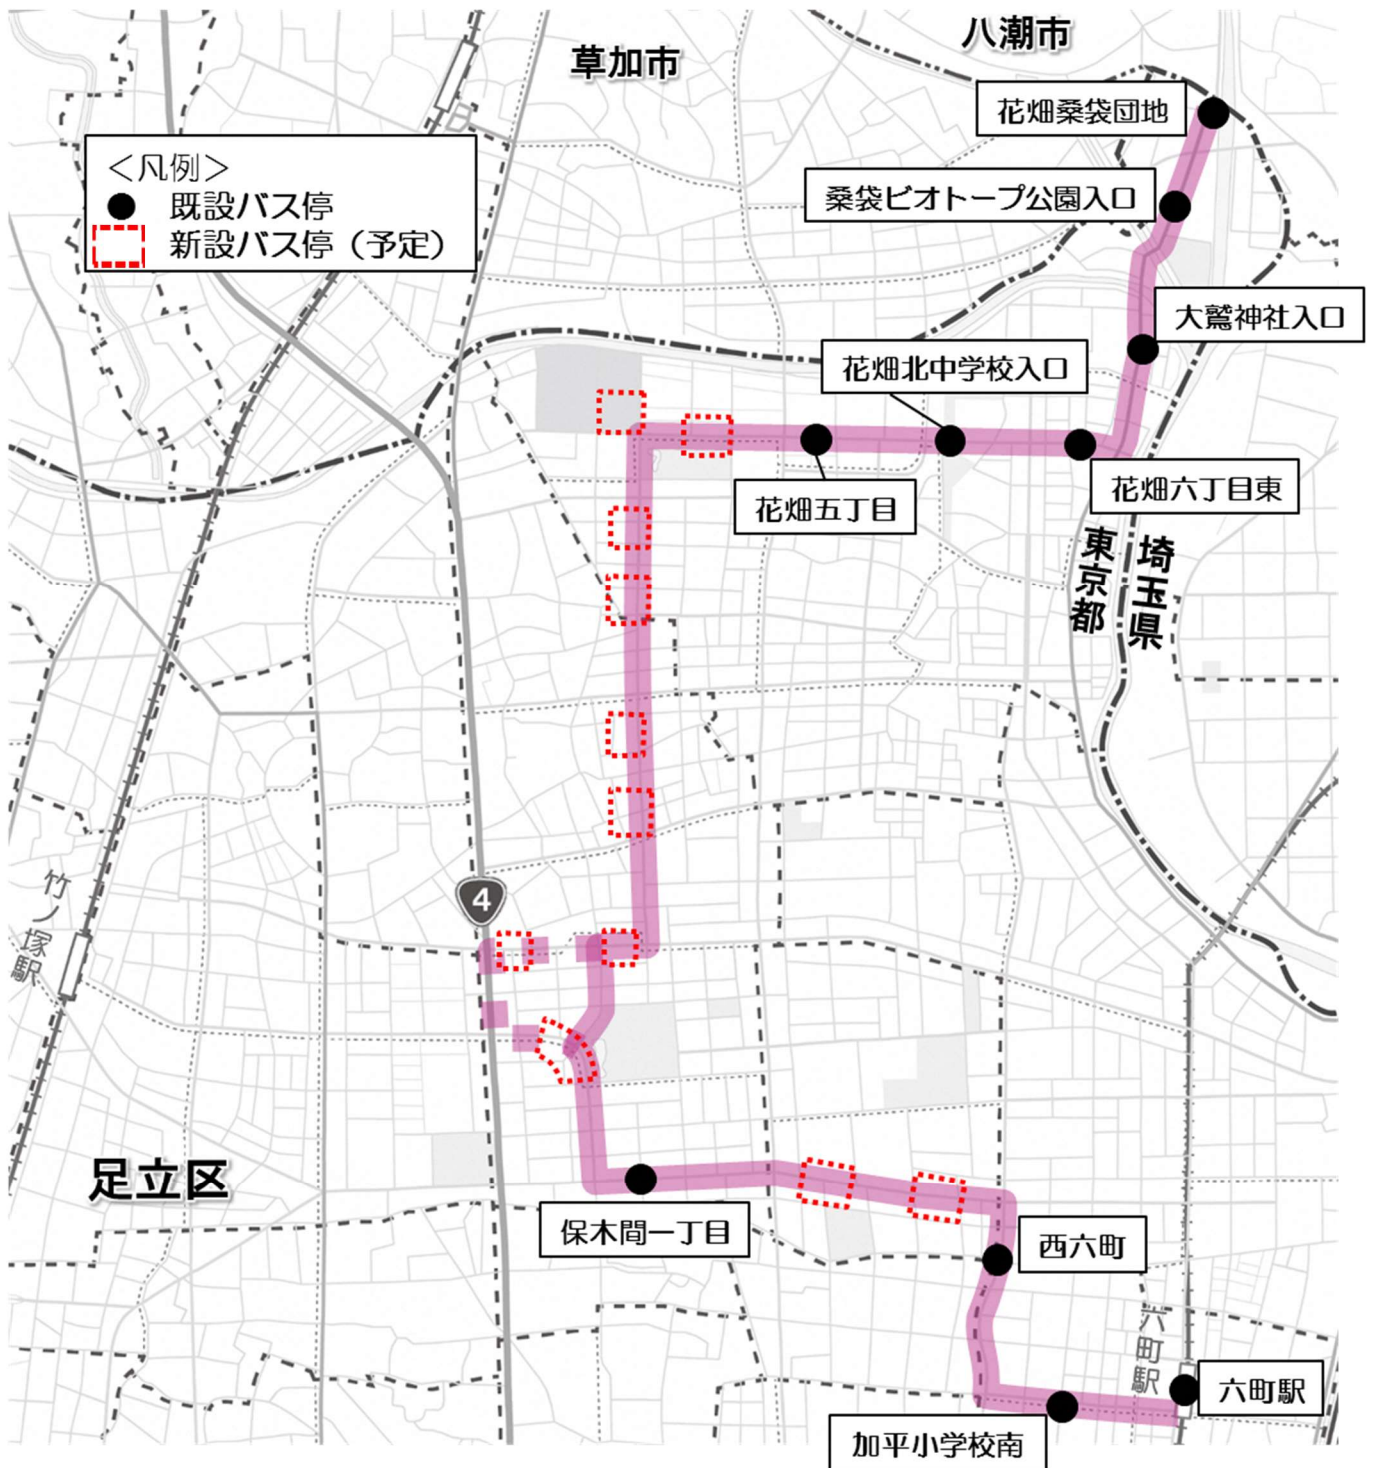 八潮市
草加市
花畑桑袋団地
＜凡例＞
既設バス停
新設バス停（予定）
桑袋ビオトープ公園入口
大鷲神社入口
花畑北中学校入口
花畑六丁目東
花畑五丁目
東京都
埼玉県
4
竹ノ塚駅
足立区
保木間一丁目
西六町
六町駅
六町駅
加平小学校南